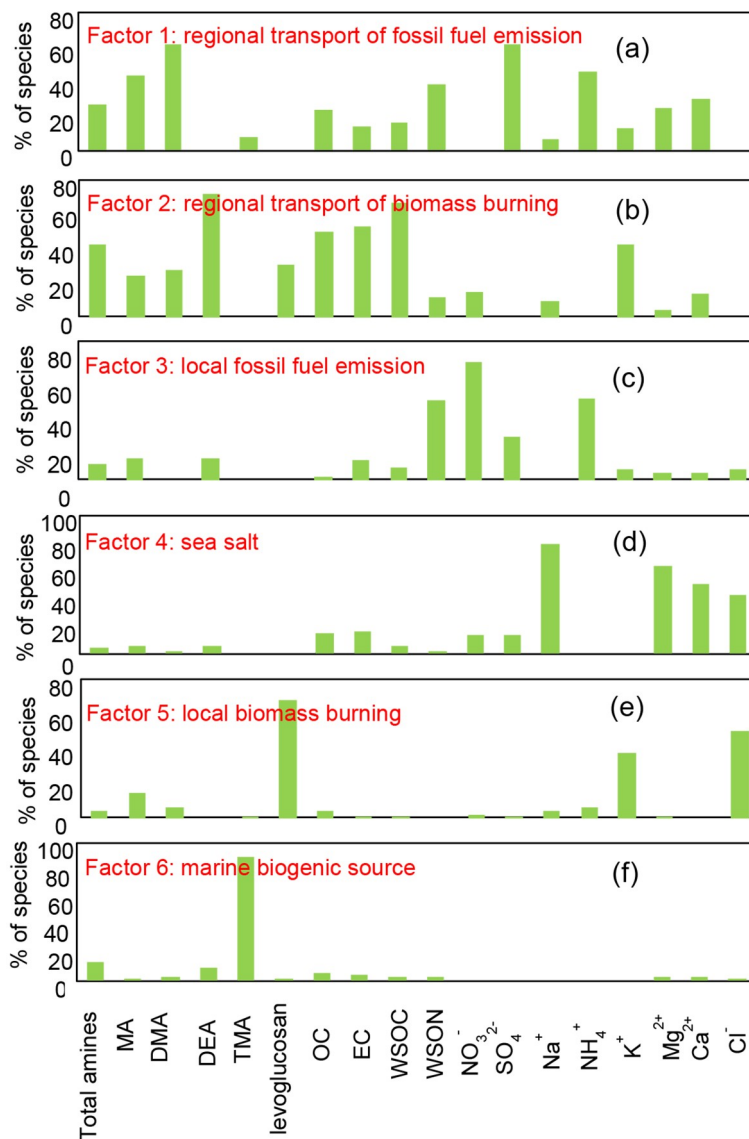 80
Factor 1: regional transport of fossil fuel emission
(a)
60
40
20
0
% of species
80
Factor 2: regional transport of biomass burning
(b)
60
40
20
0
% of species
80
Factor 3: local fossil fuel emission
(c)
60
40
20
0
% of species
100
Factor 4: sea salt
(d)
80
60
40
20
0
% of species
80
Factor 5: local biomass burning
(e)
60
40
20
0
% of species
100
Factor 6: marine biogenic source
(f)
80
60
40
20
0
% of species
Total amines
MA
DMA
DEA
TMA
levoglucosan
OC
EC
WSOC
WSON
NO₃⁻
SO₄²⁻
Na⁺
NH₄⁺
K⁺
Mg²⁺
Ca²⁺
Cl⁻